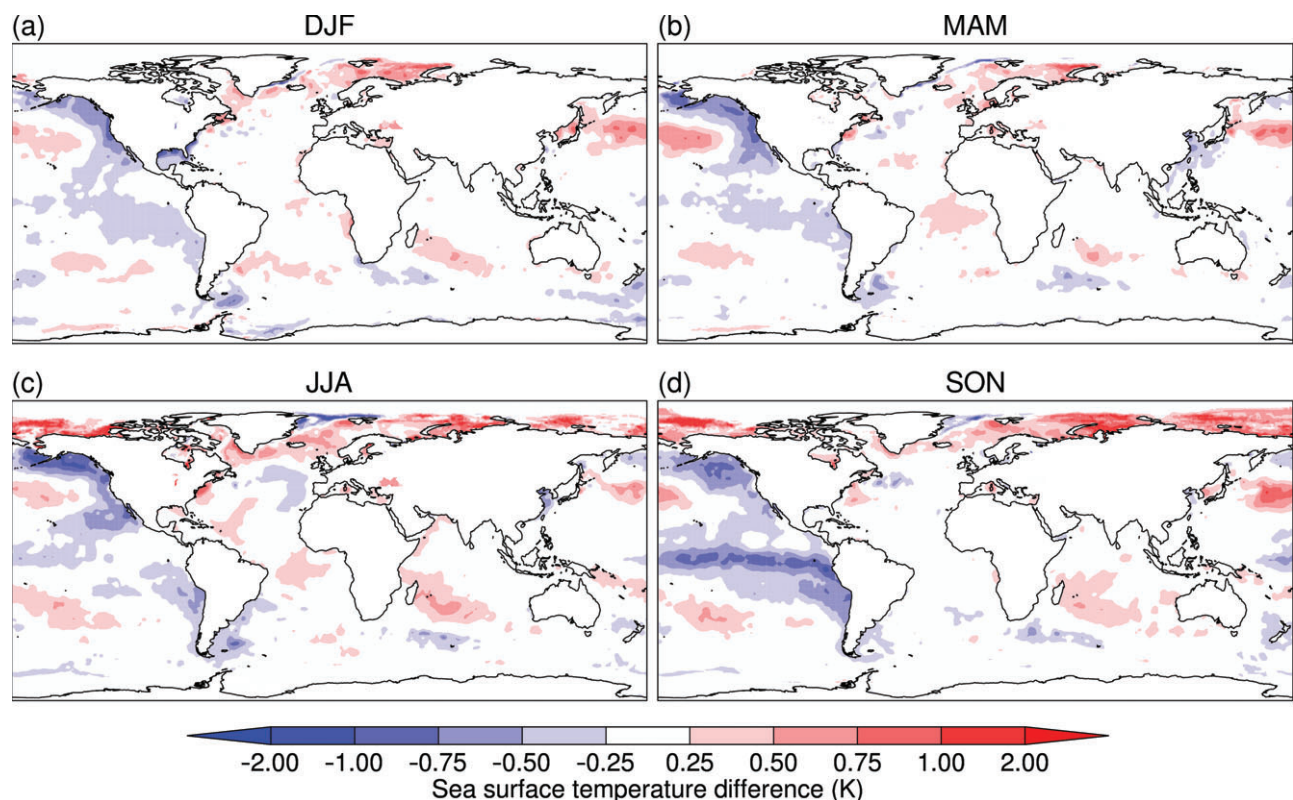 (a) DJF
(b) MAM
(c) JJA
(d) SON
-2.00 -1.00 -0.75 -0.50 -0.25 0.25 0.50 0.75 1.00 2.00
Sea surface temperature difference (K)